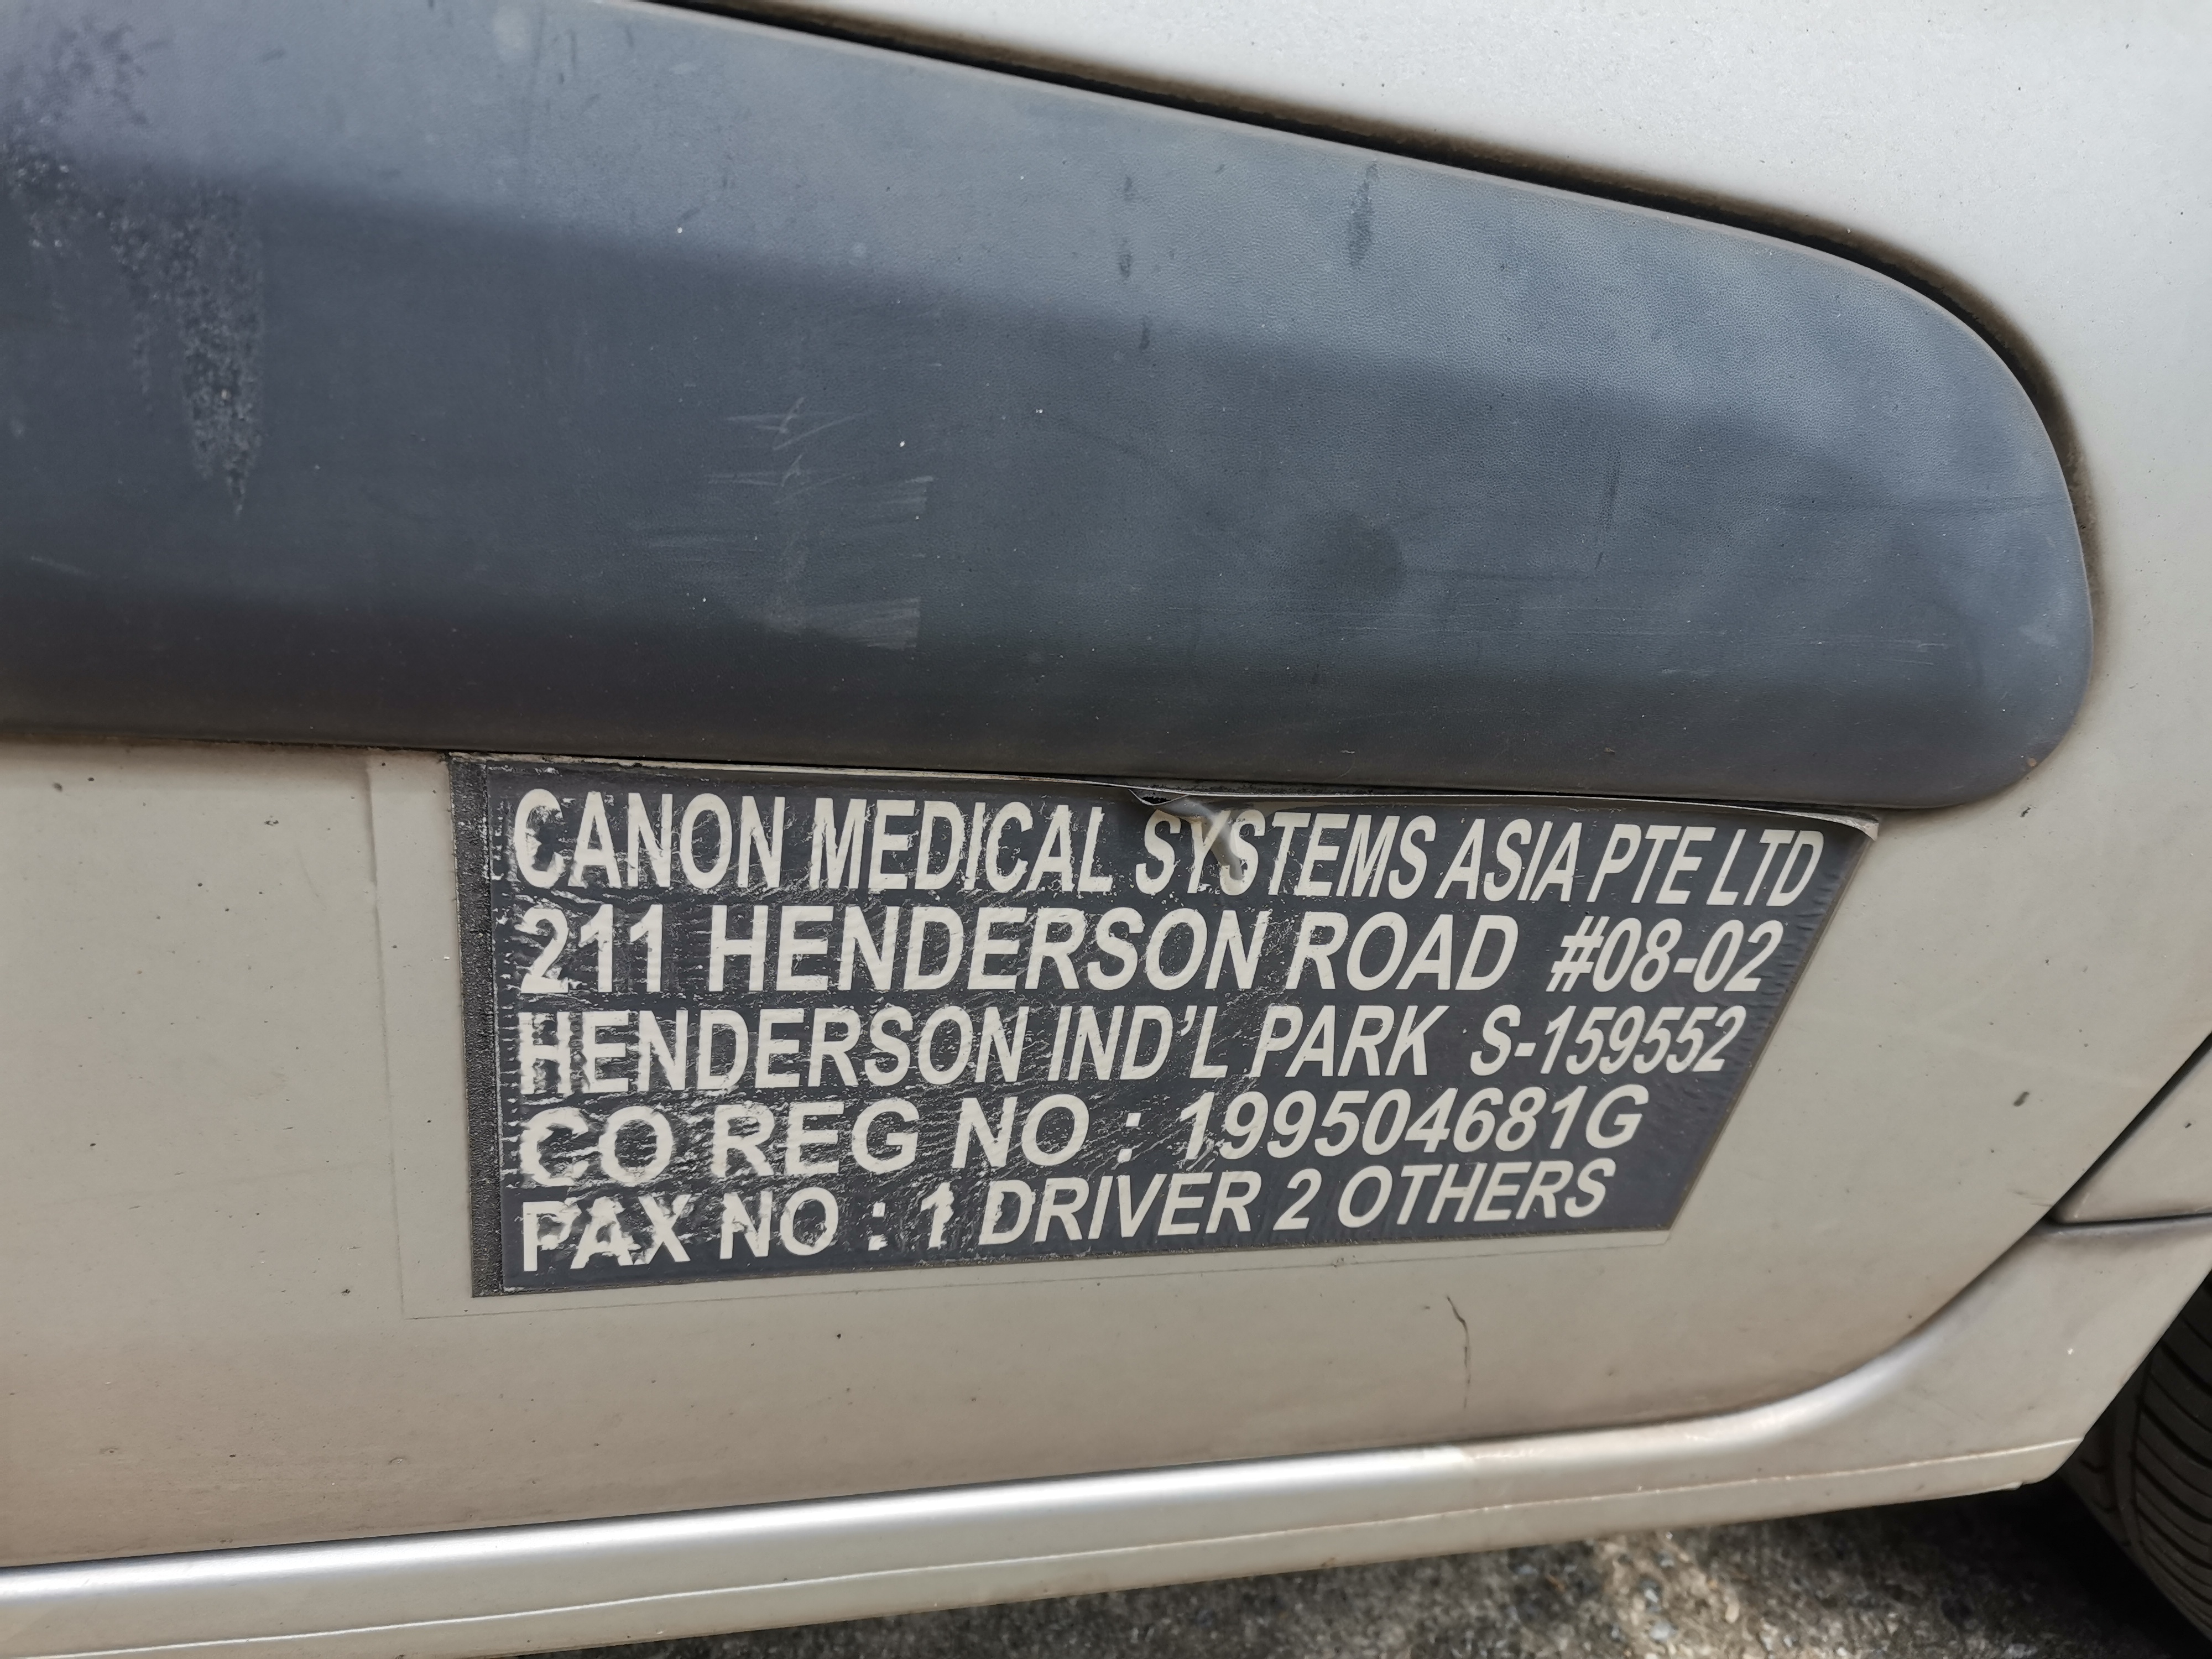 CANON MEDICAL SYSTEMS ASIA PTE LTD
211 HENDERSON ROAD #08-02
HENDERSON IND'L PARK S-159552
CO REG NO : 199504681G
PAX NO : 1 DRIVER 2 OTHERS